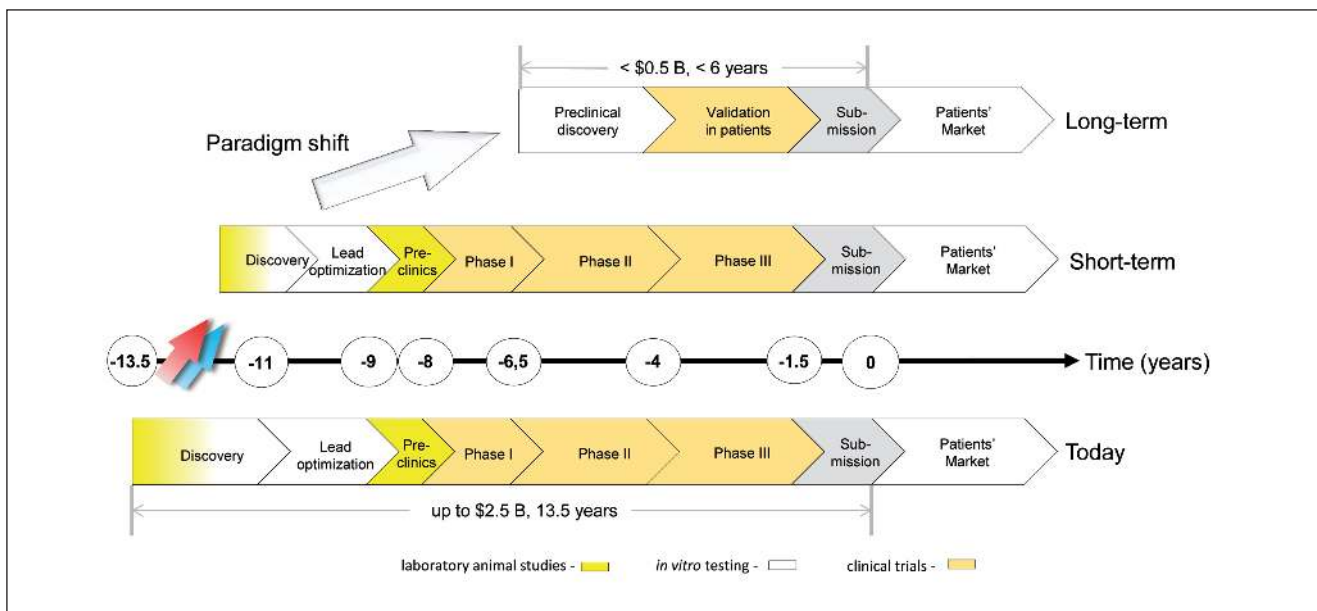 < $0.5 B, < 6 years
Preclinical
discovery
Validation
in patients
Sub-
mission
Patients'
Market
Long-term
Paradigm shift
Discovery
Lead
optimization
Pre-
clinics
Phase I
Phase II
Phase III
Sub-
mission
Patients'
Market
Short-term
-13.5
-11
-9
-8
-6,5
-4
-1.5
0
Time (years)
Discovery
Lead
optimization
Pre-
clinics
Phase I
Phase II
Phase III
Sub-
mission
Patients'
Market
Today
up to $2.5 B, 13.5 years
laboratory animal studies -
in vitro testing -
clinical trials -